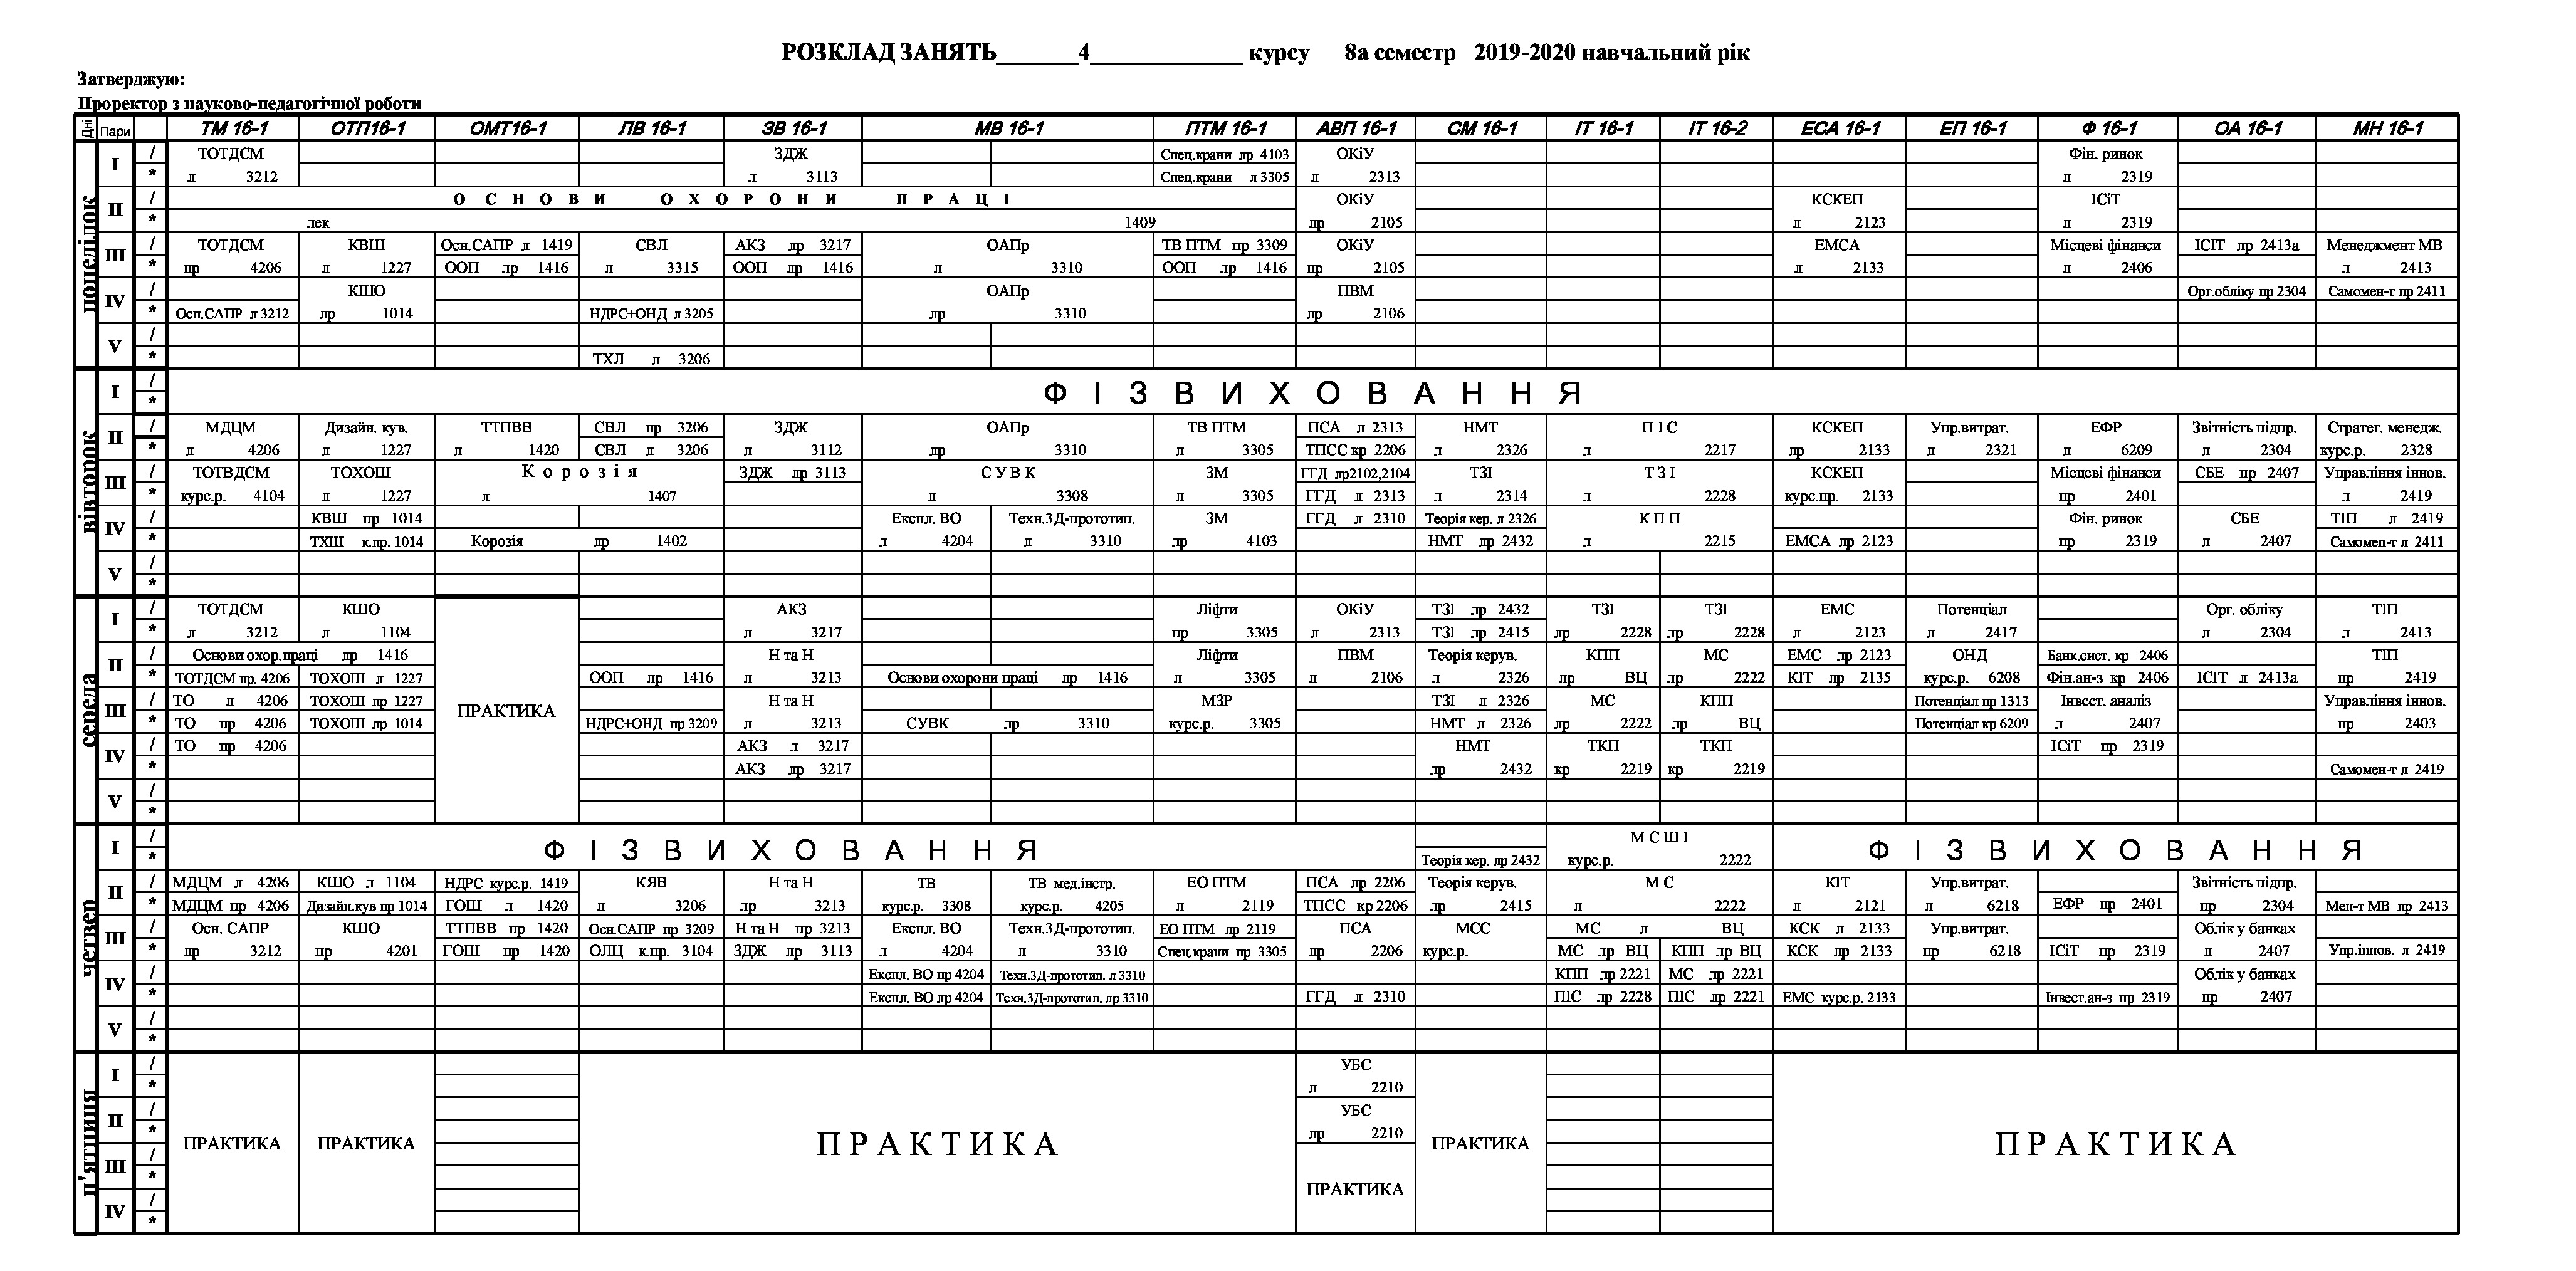 РОЗКЛАД ЗАНЯТЬ_______4__________ курсу 8а семестр 2019-2020 навчальний рік
Затверджую:
Проректор з науково-педагогічної роботи
Дні Пари ТМ 16-1 ОТП16-1 ОМТ16-1 ЛВ 16-1 ЗВ 16-1 МВ 16-1 ПТМ 16-1 АВП 16-1 СМ 16-1 ІТ 16-1 ІТ 16-2 ЕСА 16-1 ЕП 16-1 Ф 16-1 ОА 16-1 МН 16-1
понеділок
I / ТОТДСМ ЗДЖ Спец.крани лр 4103 ОКіУ Фін. ринок
* л 3212 л 3113 Спец.крани л 3305 л 2313 л 2319
II / О С Н О В И О Х О Р О Н И П Р А Ц І ОКіУ КСКЕП ІСіТ
* лек 1409 лр 2105 л 2123 л 2319
III / ТОТДСМ КВШ Осн.САПР л 1419 СВЛ АКЗ лр 3217 ОАПр ТВ ПТМ пр 3309 ОКіУ ЕМСА Місцеві фінанси ІСІТ лр 2413а Менеджмент МВ
* пр 4206 л 1227 ООП лр 1416 л 3315 ООП лр 1416 л 3310 ООП лр 1416 пр 2105 л 2133 л 2406 л 2413
IV / КШО ОАПр ПВМ Орг.обліку пр 2304 Самомен-т пр 2411
* Осн.САПР л 3212 лр 1014 НДРС+ОНД л 3205 лр 3310 лр 2106
V /
* ТХЛ л 3206
вівторок
I / * Ф І З В И Х О В А Н Н Я
II / МДЦМ Дизайн. кув. ТТПВВ СВЛ пр 3206 ЗДЖ ОАПр ТВ ПТМ ПСА л 2313 НМТ П І С КСКЕП Упр.витрат. ЕФР Звітність підпр. Стратег. менедж.
* л 4206 л 1227 л 1420 СВЛ л 3206 л 3112 лр 3310 л 3305 ТПСС кр 2206 л 2326 л 2217 лр 2133 л 2321 л 6209 л 2304 курс.р. 2328
III / ТОТВДСМ ТОХОШ К о р о з і я ЗДЖ лр 3113 С У В К ЗМ ГГД лр2102,2104 ТЗІ Т З І КСКЕП Місцеві фінанси СБЕ пр 2407 Управління іннов.
* курс.р. 4104 л 1227 л 1407 л 3308 л 3305 ГГД л 2313 л 2314 л 2228 курс.пр. 2133 пр 2401 л 2419
IV / КВШ пр 1014 Експл. ВО Техн.3Д-прототип. ЗМ ГГД л 2310 Теорія кер. л 2326 К П П Фін. ринок СБЕ ТІП л 2419
* ТХШ к.пр. 1014 Корозія лр 1402 л 4204 л 3310 лр 4103 НМТ лр 2432 л 2215 ЕМСА лр 2123 пр 2319 л 2407 Самомен-т л 2411
V /
*
середа
I / ТОТДСМ КШО АКЗ Ліфти ОКіУ ТЗІ лр 2432 ТЗІ ТЗІ ЕМС Потенціал Орг. обліку ТІП
* л 3212 л 1104 л 3217 пр 3305 л 2313 ТЗІ лр 2415 лр 2228 лр 2228 л 2123 л 2417 л 2304 л 2413
II / Основи охор.праці лр 1416 Н та Н Ліфти ПВМ Теорія керув. КПП МС ЕМС лр 2123 ОНД Банк.сист. кр 2406 ТІП
* ТОТДСМ пр. 4206 ТОХОШ л 1227 ООП лр 1416 л 3213 Основи охорони праці лр 1416 л 3305 л 2106 л 2326 лр ВЦ лр 2222 КІТ лр 2135 курс.р. 6208 Фін.ан-з кр 2406 ІСІТ л 2413а пр 2419
III / ТО л 4206 ТОХОШ пр 1227 ПРАКТИКА Н та Н МЗР ТЗІ л 2326 МС КПП Потенціал пр 1313 Інвест. аналіз Управління іннов.
* ТО пр 4206 ТОХОШ лр 1014 НДРС+ОНД пр 3209 л 3213 СУВК лр 3310 курс.р. 3305 НМТ л 2326 лр 2222 лр ВЦ Потенціал кр 6209 л 2407 пр 2403
IV / ТО пр 4206 АКЗ л 3217 НМТ ТКП ТКП ІСіТ пр 2319
* АКЗ лр 3217 лр 2432 кр 2219 кр 2219 Самомен-т л 2419
V /
*
четвер
I / Ф І З В И Х О В А Н Н Я М С Ш І Ф І З В И Х О В А Н Н Я
* Теорія кер. лр 2432 курс.р. 2222
II / МДЦМ л 4206 КШО л 1104 НДРС курс.р. 1419 КЯВ Н та Н ТВ ТВ мед.інстр. ЕО ПТМ ПСА лр 2206 Теорія керув. М С КІТ Упр.витрат. ЕФР пр 2401 Звітність підпр.
* МДЦМ пр 4206 Дизайн.кув пр 1014 ГОШ л 1420 л 3206 лр 3213 курс.р. 3308 курс.р. 4205 л 2119 ТПСС кр 2206 лр 2415 л 2222 л 2121 л 6218 пр 2304 Мен-т МВ пр 2413
III / Осн. САПР КШО ТТПВВ пр 1420 Осн.САПР пр 3209 Н та Н пр 3213 Експл. ВО Техн.3Д-прототип. ЕО ПТМ лр 2119 ПСА МСС МС л ВЦ КСК л 2133 Упр.витрат. Облік у банках
* лр 3212 пр 4201 ГОШ пр 1420 ОЛЦ к.пр. 3104 ЗДЖ лр 3113 л 4204 л 3310 Спец.крани пр 3305 лр 2206 курс.р. МС лр ВЦ КПП лр ВЦ КСК лр 2133 пр 6218 ІСіТ пр 2319 л 2407 Упр.іннов. л 2419
IV / Експл. ВО пр 4204 Техн.3Д-прототип. л 3310 КПП лр 2221 МС лр 2221 Облік у банках
* Експл. ВО лр 4204 Техн.3Д-прототип. лр 3310 ГГД л 2310 ПІС лр 2228 ПІС лр 2221 ЕМС курс.р. 2133 Інвест.ан-з пр 2319 пр 2407
V /
*
п'ятниця
I / УБС
* л 2210
II / УБС
* лр 2210
III / ПРАКТИКА ПРАКТИКА П Р А К Т И К А ПРАКТИКА П Р А К Т И К А
*
IV / ПРАКТИКА
*